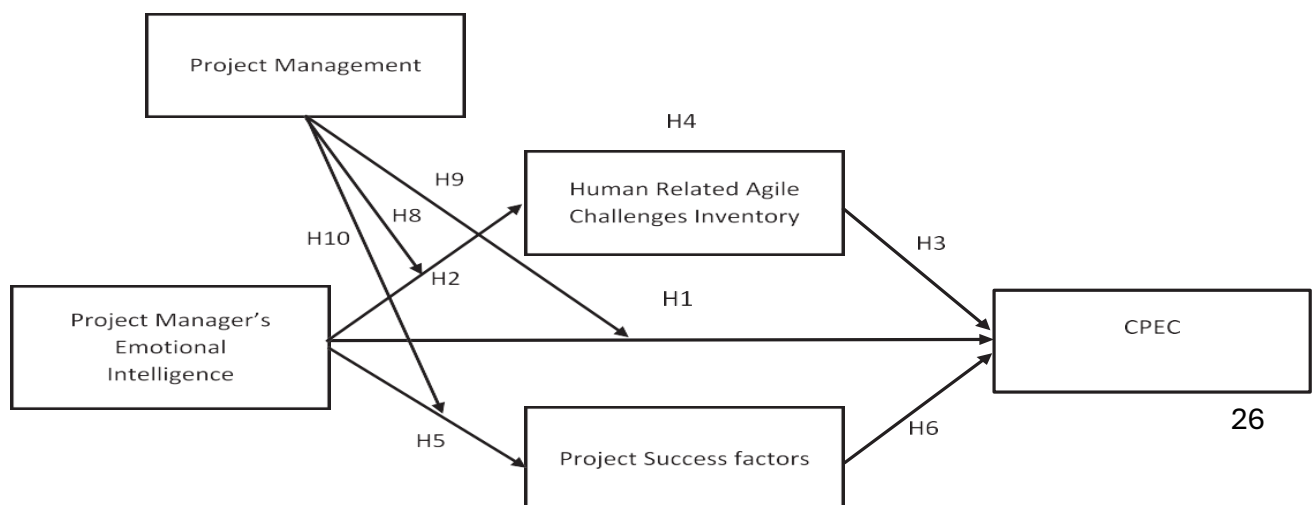 Project Management
H4
H9
Human Related Agile
Challenges Inventory
H8
H10
H3
H2
H1
Project Manager’s
Emotional
Intelligence
CPEC
26
H5
H6
Project Success factors